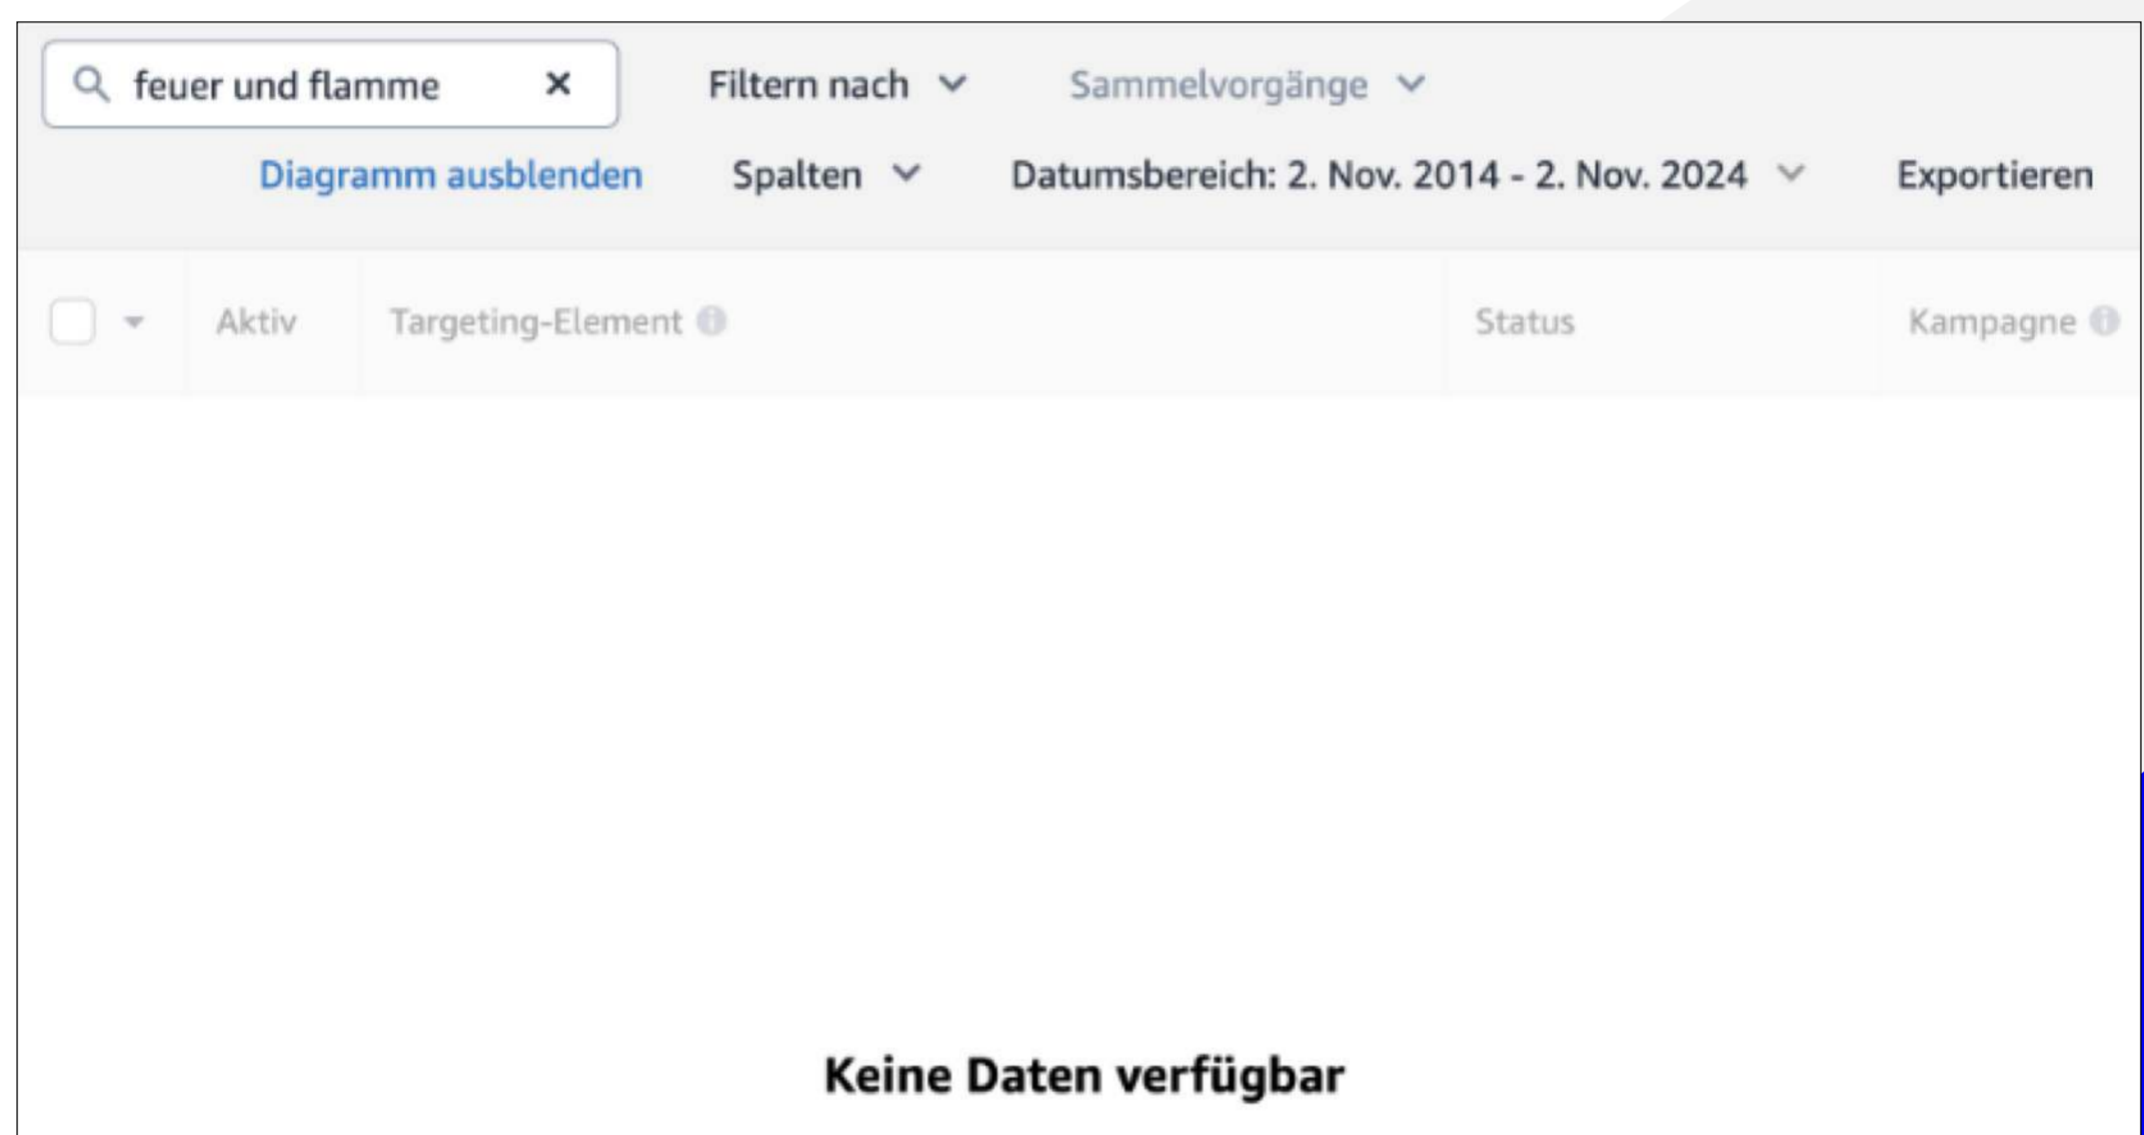 feuer und flamme Filtern nach Sammelvorgänge
Diagramm ausblenden Spalten Datumsbereich: 2. Nov. 2014 - 2. Nov. 2024 Exportieren
Aktiv Targeting-Element Status Kampagne
Keine Daten verfügbar